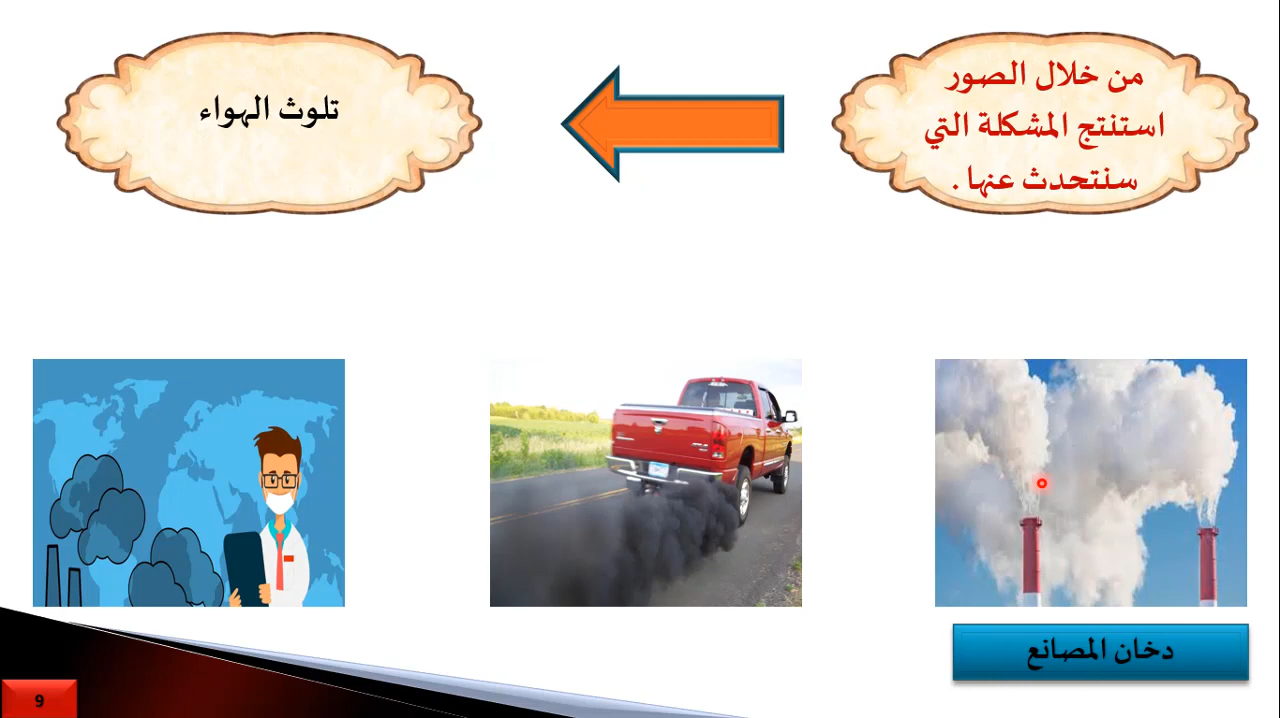 من خلال الصور
استنتج المشكلة التي
سنتحدث عنها .
تلوث الهواء
دخان المصانع
9